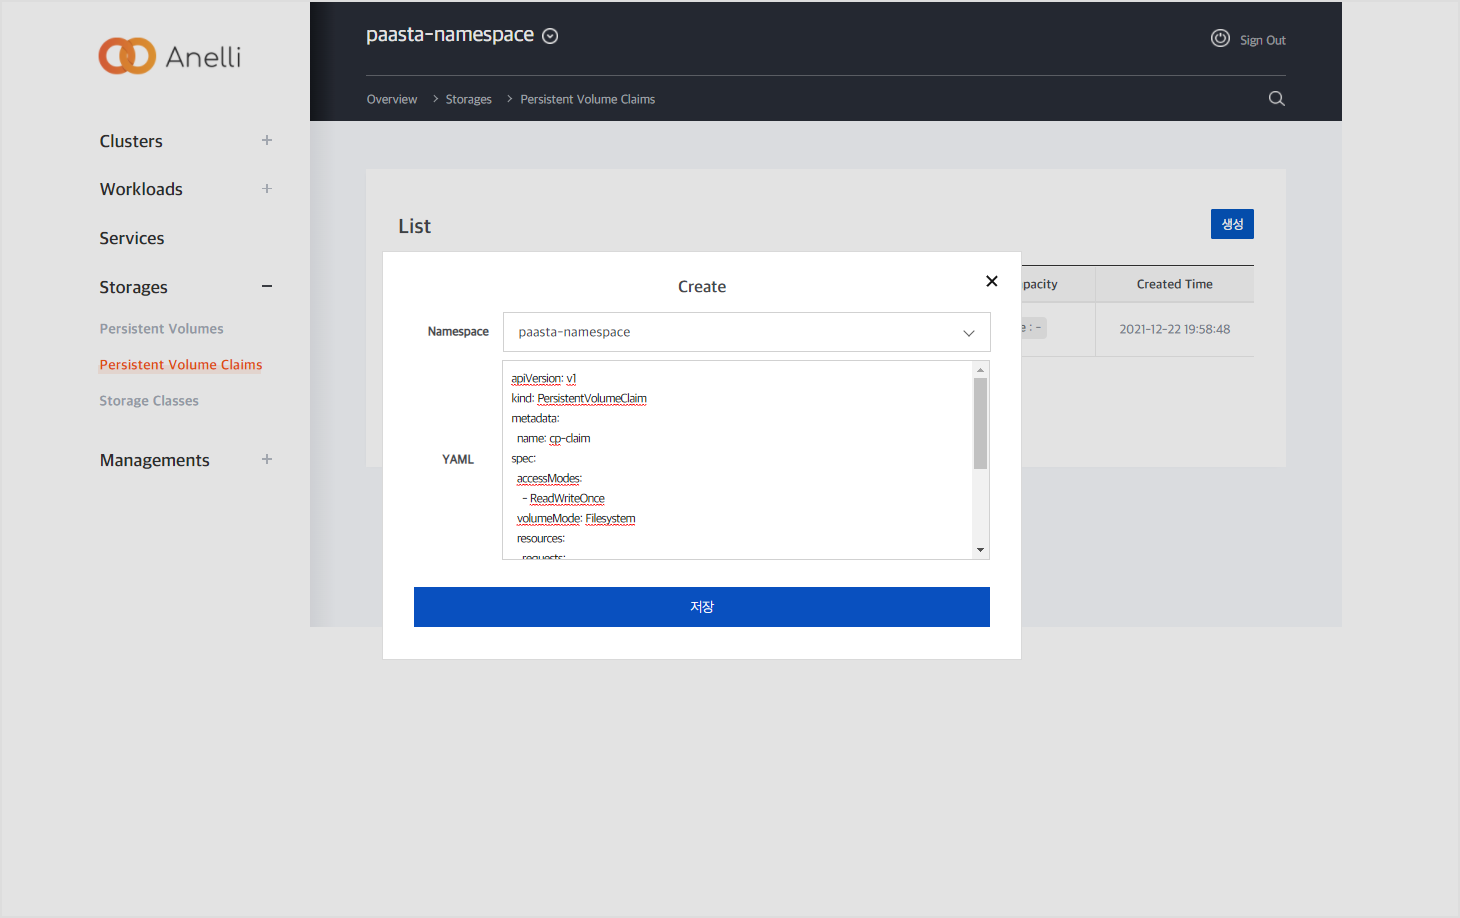 Anelli
paasta-namespace
Sign Out
Overview > Storages > Persistent Volume Claims
Clusters +
Workloads +
Services
Storages −
Persistent Volumes
Persistent Volume Claims
Storage Classes
Managements +
List
생성
pacity
Created Time
e : -
2021-12-22 19:58:48
Create
Namespace
paasta-namespace
YAML
apiVersion: v1
kind: PersistentVolumeClaim
metadata:
name: cp-claim
spec:
accessModes:
- ReadWriteOnce
volumeMode: Filesystem
resources:
requests:
저장